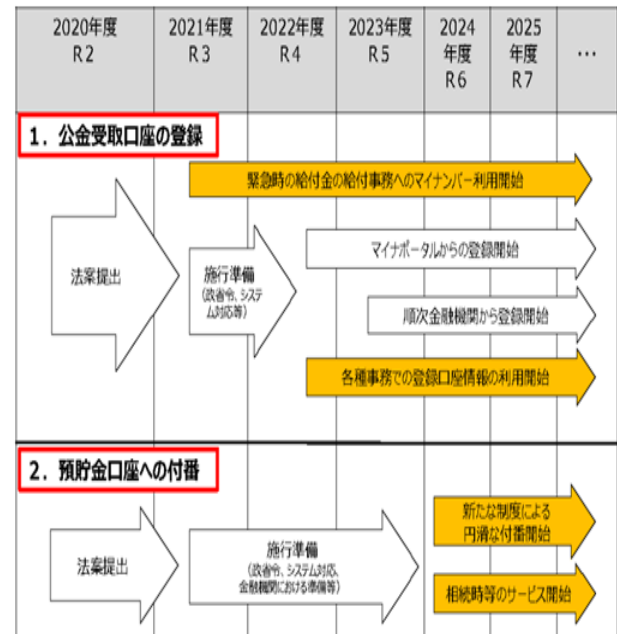 2020年度
R2
2021年度
R3
2022年度
R4
2023年度
R5
2024
年度
R6
2025
年度
R7
…
1．公金受取口座の登録
緊急時の給付金の給付事務へのマイナンバー利用開始
法案提出
施行準備
（政省令、システ
ム対応等）
マイナポータルからの登録開始
順次金融機関から登録開始
各種事務での登録口座情報の利用開始
2．預貯金口座への付番
法案提出
施行準備
（政省令、システム対応、
金融機関における準備等）
新たな制度による
円滑な付番開始
相続時等のサービス開始